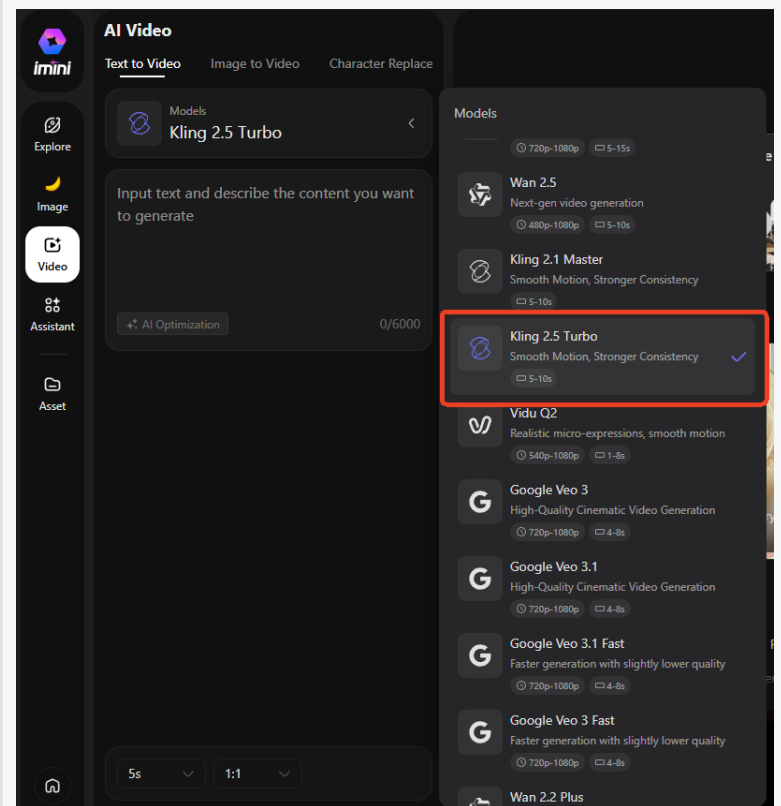 imini
Explore
Image
Video
Assistant
Asset
AI Video
Text to Video Image to Video Character Replace
Models
Kling 2.5 Turbo
Input text and describe the content you want
to generate
AI Optimization 0/6000
5s 1:1
Models
720p-1080p 5-15s
Wan 2.5
Next-gen video generation
480p-1080p 5-10s
Kling 2.1 Master
Smooth Motion, Stronger Consistency
5-10s
Kling 2.5 Turbo
Smooth Motion, Stronger Consistency
5-10s
Vidu Q2
Realistic micro-expressions, smooth motion
540p-1080p 1-8s
Google Veo 3
High-Quality Cinematic Video Generation
720p-1080p 4-8s
Google Veo 3.1
High-Quality Cinematic Video Generation
720p-1080p 4-8s
Google Veo 3.1 Fast
Faster generation with slightly lower quality
720p-1080p 4-8s
Google Veo 3 Fast
Faster generation with slightly lower quality
720p-1080p 4-8s
Wan 2.2 Plus